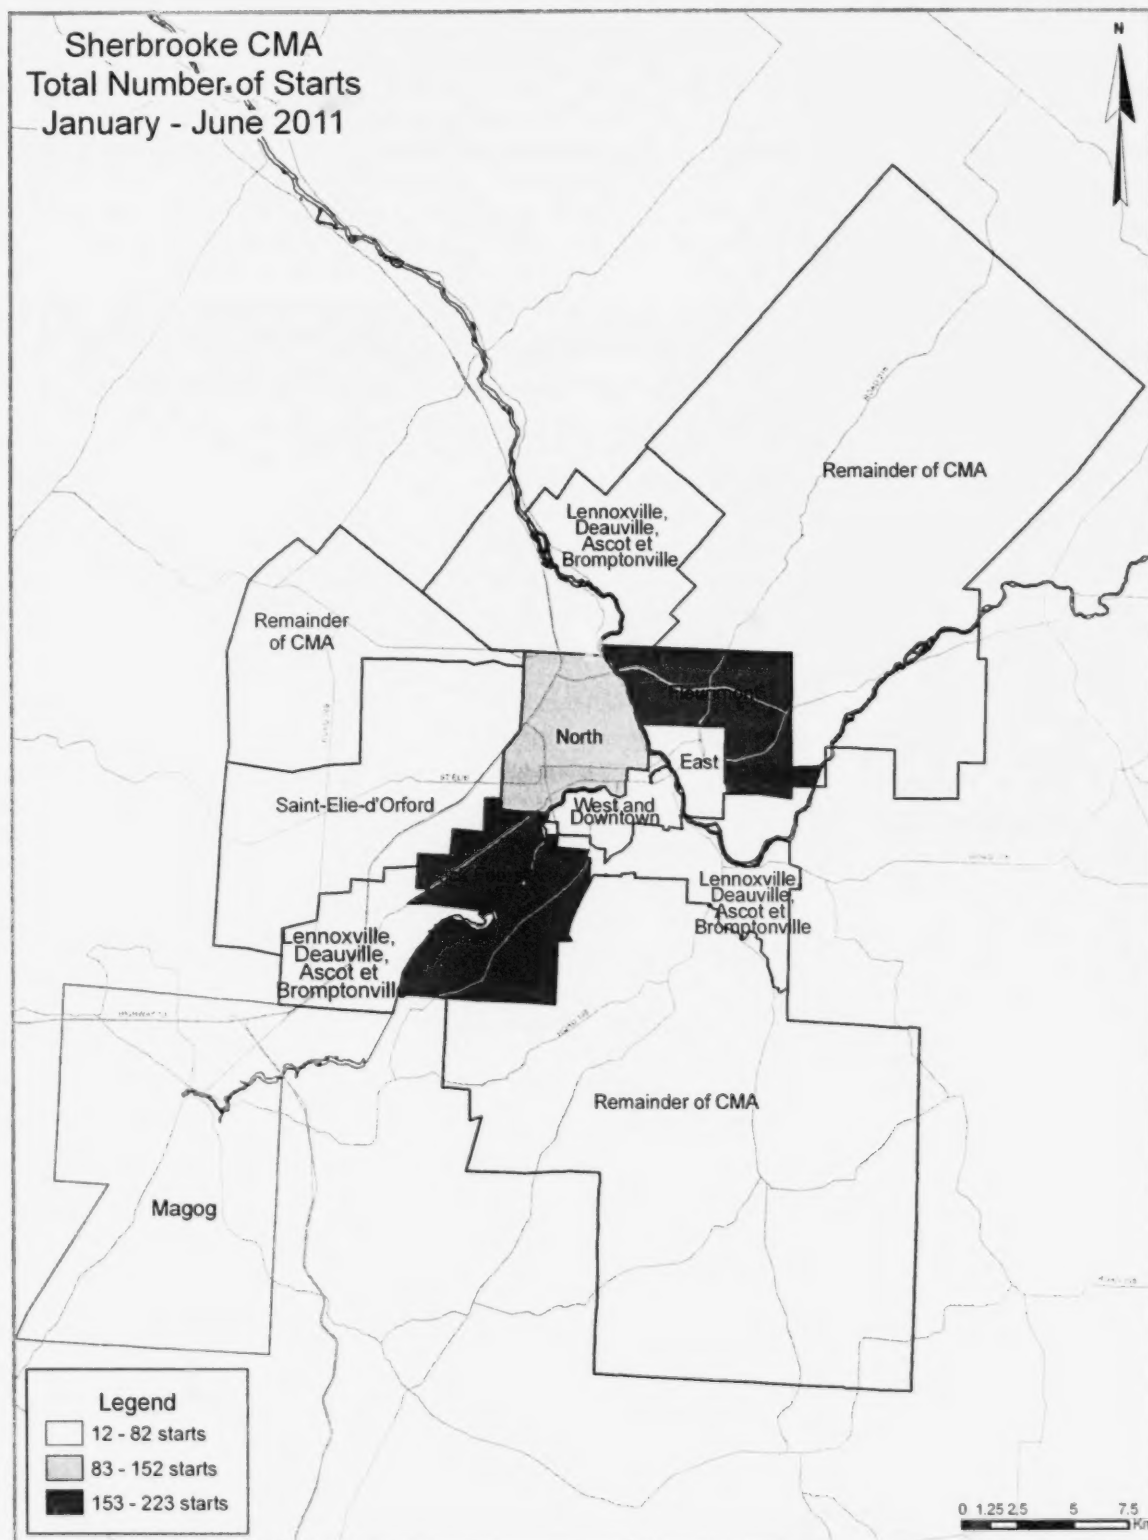 Sherbrooke CMA
Total Number of Starts
January - June 2011
N
Remainder of CMA
Lennoxville,
Deauville,
Ascot et
Bromptonville
Remainder
of CMA
Fleurimont
North
East
Saint-Elie-d'Orford
West and
Downtown
Lennoxville,
Deauville,
Ascot et
Bromptonville
Lennoxville,
Deauville,
Ascot et
Bromptonvill
Remainder of CMA
Magog
Legend
12 - 82 starts
83 - 152 starts
153 - 223 starts
0 1.25 2.5 5 7.5